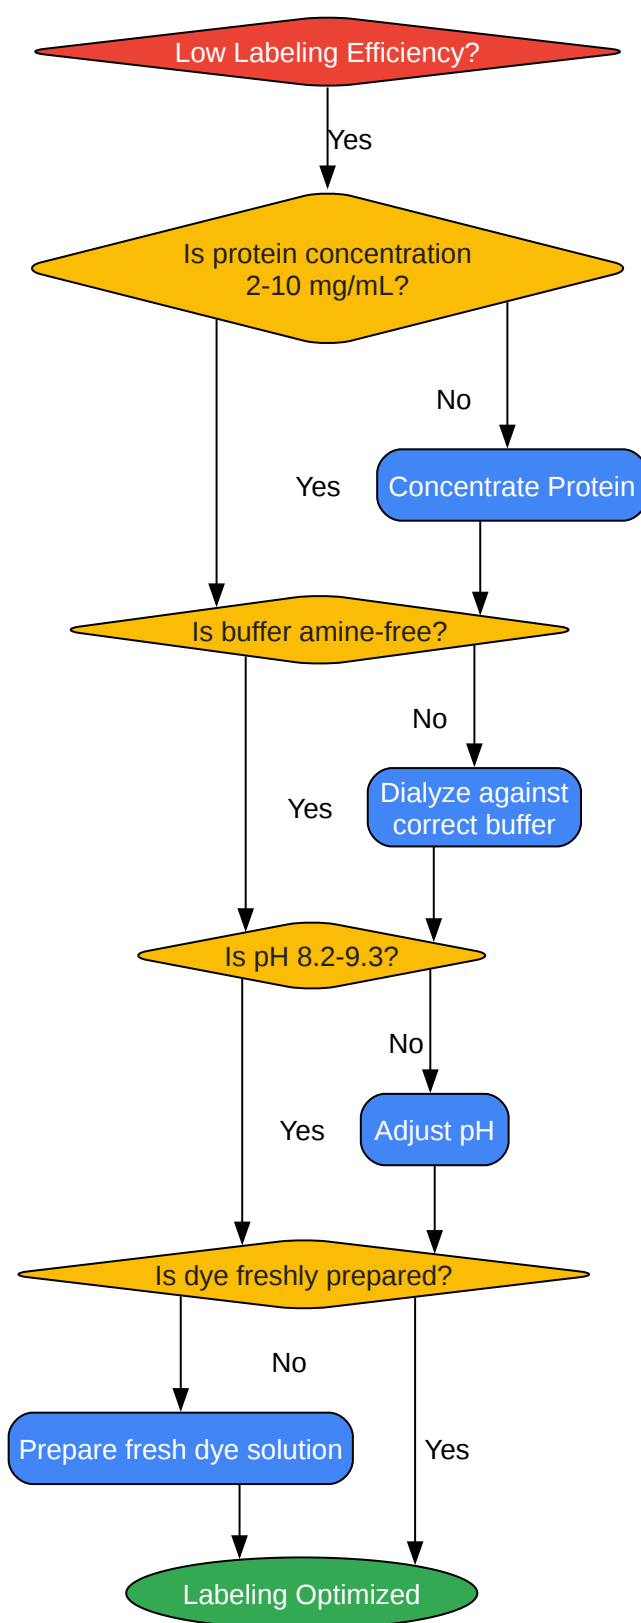 Low Labeling Efficiency?
Yes
Is protein concentration
2-10 mg/mL?
No
Yes
Concentrate Protein
Is buffer amine-free?
No
Yes
Dialyze against
correct buffer
Is pH 8.2-9.3?
No
Yes
Adjust pH
Is dye freshly prepared?
No
Prepare fresh dye solution
Yes
Labeling Optimized